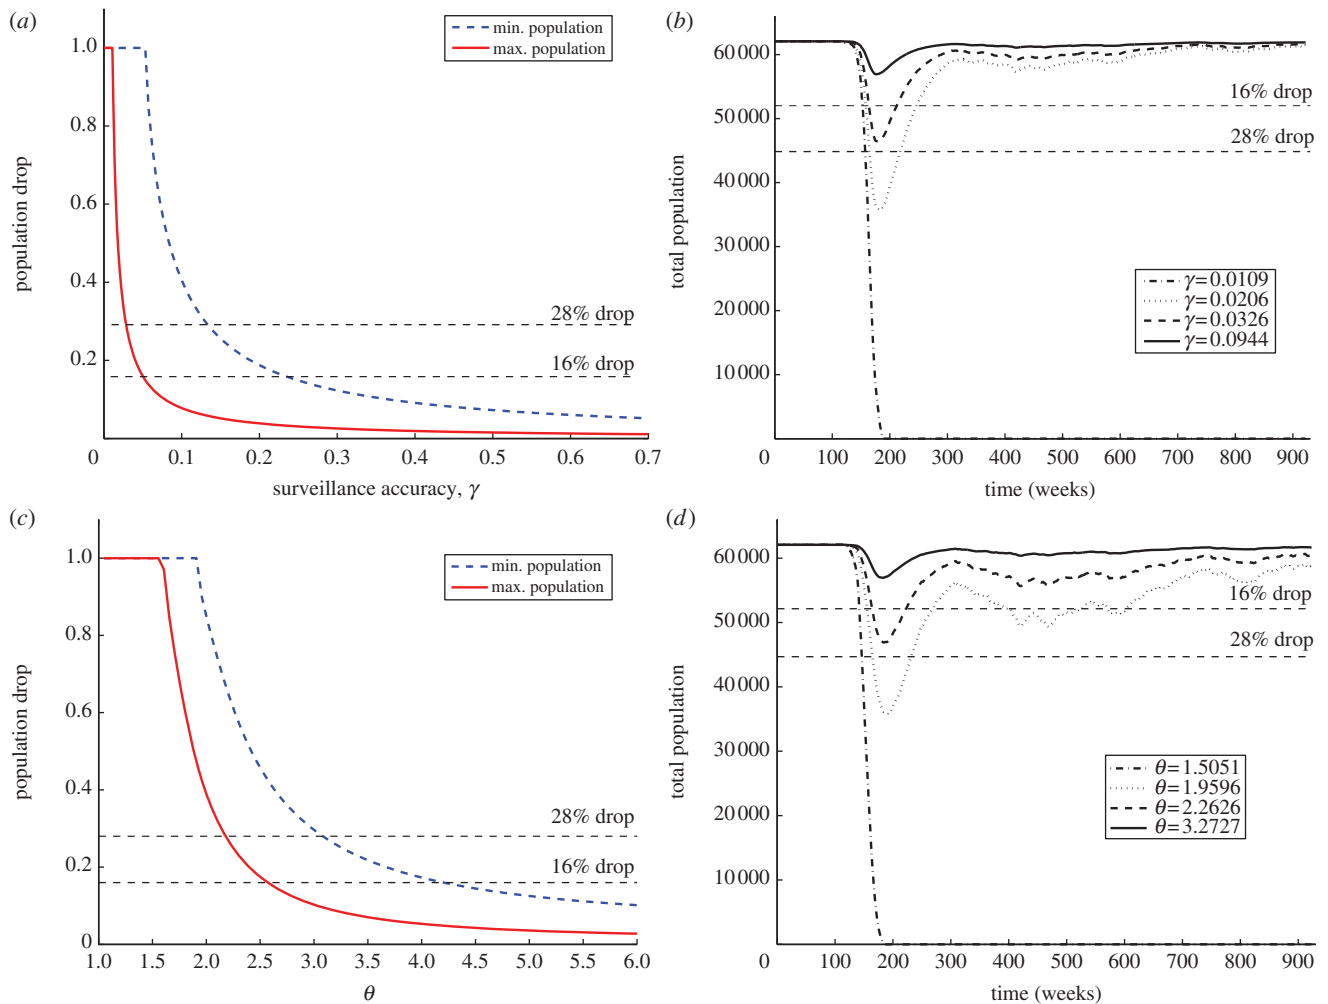 (a)
min. population
max. population
1.0
0.8
0.6
0.4
0.2
0
0.1
0.2
0.3
0.4
0.5
0.6
0.7
population drop
28% drop
16% drop
surveillance accuracy, γ
(b)
60 000
50 000
40 000
30 000
20 000
10 000
0
100
200
300
400
500
600
700
800
900
total population
16% drop
28% drop
γ=0.0109
γ=0.0206
γ=0.0326
γ=0.0944
time (weeks)
(c)
min. population
max. population
1.0
0.8
0.6
0.4
0.2
0
1.0
1.5
2.0
2.5
3.0
3.5
4.0
4.5
5.0
5.5
6.0
population drop
28% drop
16% drop
θ
(d)
60 000
50 000
40 000
30 000
20 000
10 000
0
100
200
300
400
500
600
700
800
900
total population
16% drop
28% drop
θ=1.5051
θ=1.9596
θ=2.2626
θ=3.2727
time (weeks)